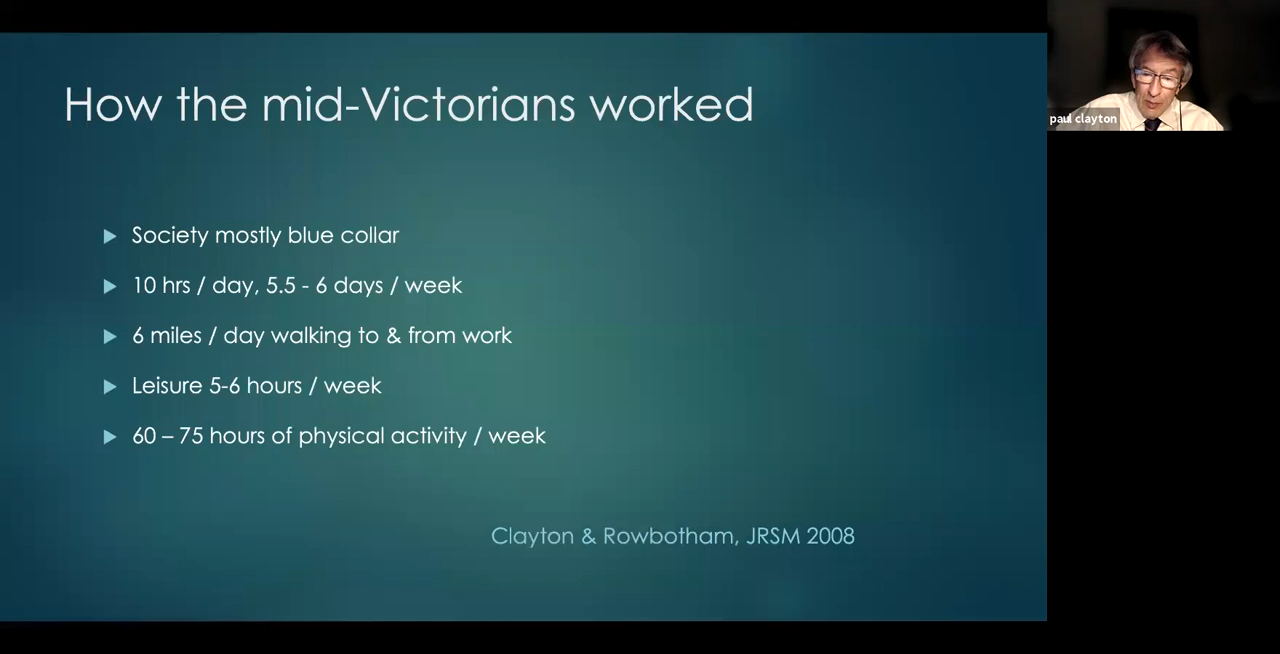 How the mid-Victorians worked
Society mostly blue collar
10 hrs / day, 5.5 - 6 days / week
6 miles / day walking to & from work
Leisure 5-6 hours / week
60 – 75 hours of physical activity / week
Clayton & Rowbotham, JRSM 2008
paul clayton